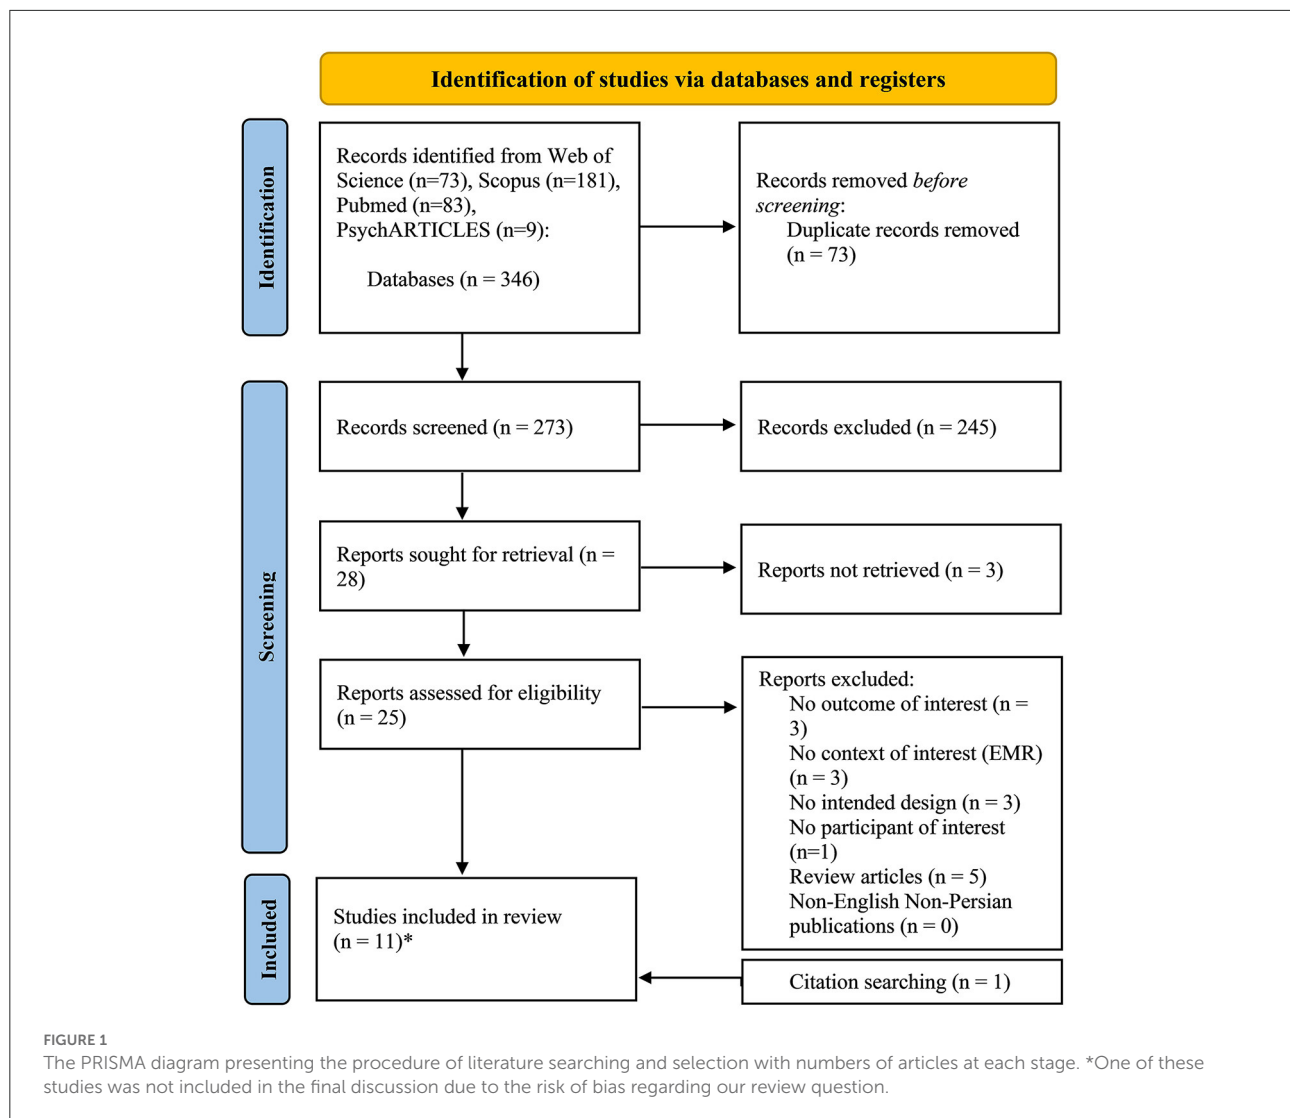 Identification of studies via databases and registers
Identification
Records identified from Web of
Science (n=73), Scopus (n=181),
Pubmed (n=83),
PsychARTICLES (n=9):
Databases (n = 346)
Records removed before
screening:
Duplicate records removed
(n = 73)
Screening
Records screened (n = 273)
Records excluded (n = 245)
Reports sought for retrieval (n =
28)
Reports not retrieved (n = 3)
Reports assessed for eligibility
(n = 25)
Reports excluded:
No outcome of interest (n =
3)
No context of interest (EMR)
(n = 3)
No intended design (n = 3)
No participant of interest
(n=1)
Review articles (n = 5)
Non-English Non-Persian
publications (n = 0)
Included
Studies included in review
(n = 11)*
Citation searching (n = 1)
FIGURE 1
The PRISMA diagram presenting the procedure of literature searching and selection with numbers of articles at each stage. *One of these
studies was not included in the final discussion due to the risk of bias regarding our review question.